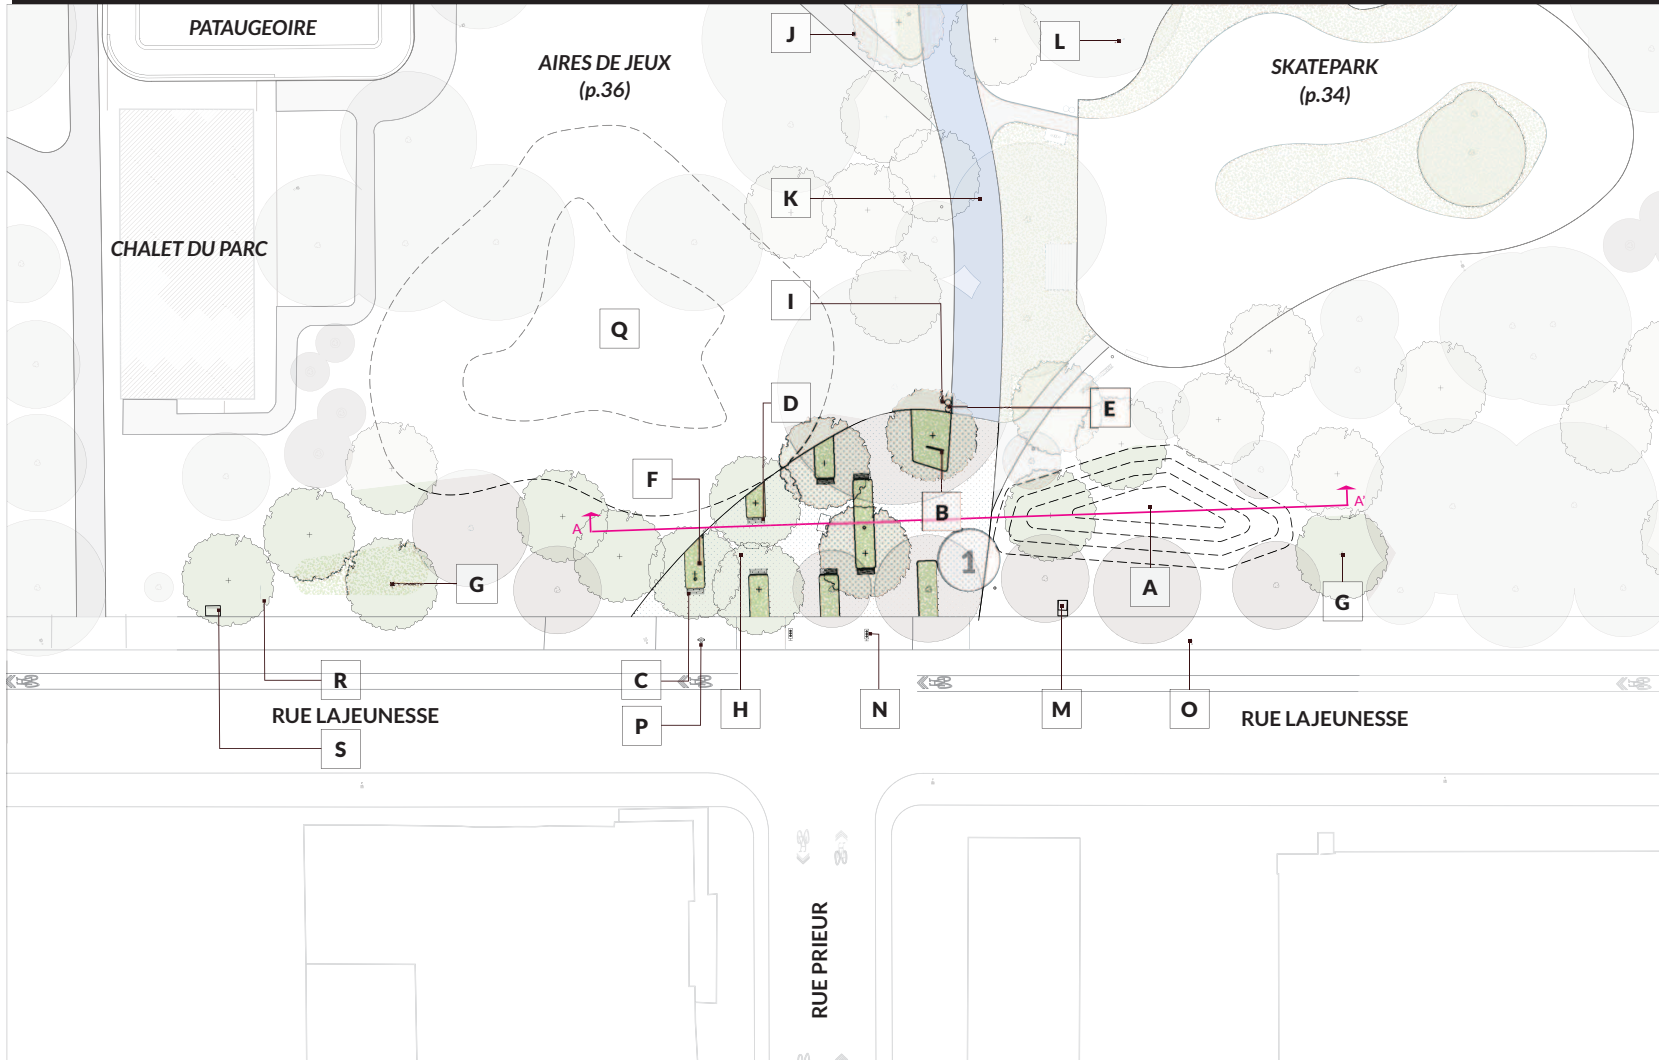 PATAUGEOIRE
J
L
AIRES DE JEUX
(p.36)
SKATEPARK
(p.34)
K
CHALET DU PARC
I
Q
D
E
F
B
A
A'
1
G
A
G
R
C
H
N
M
O
P
RUE LAJEUNESSE
RUE LAJEUNESSE
S
RUE PRIEUR